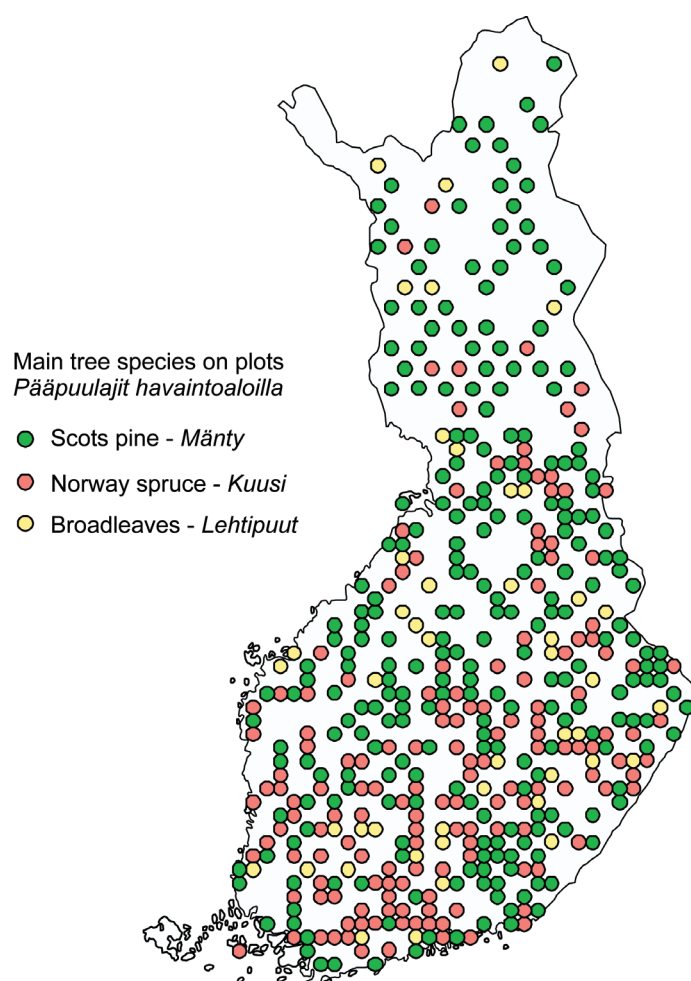 Main tree species on plots
Pääpuulajit havaintoaloilla
Scots pine - Mänty
Norway spruce - Kuusi
Broadleaves - Lehtipuut